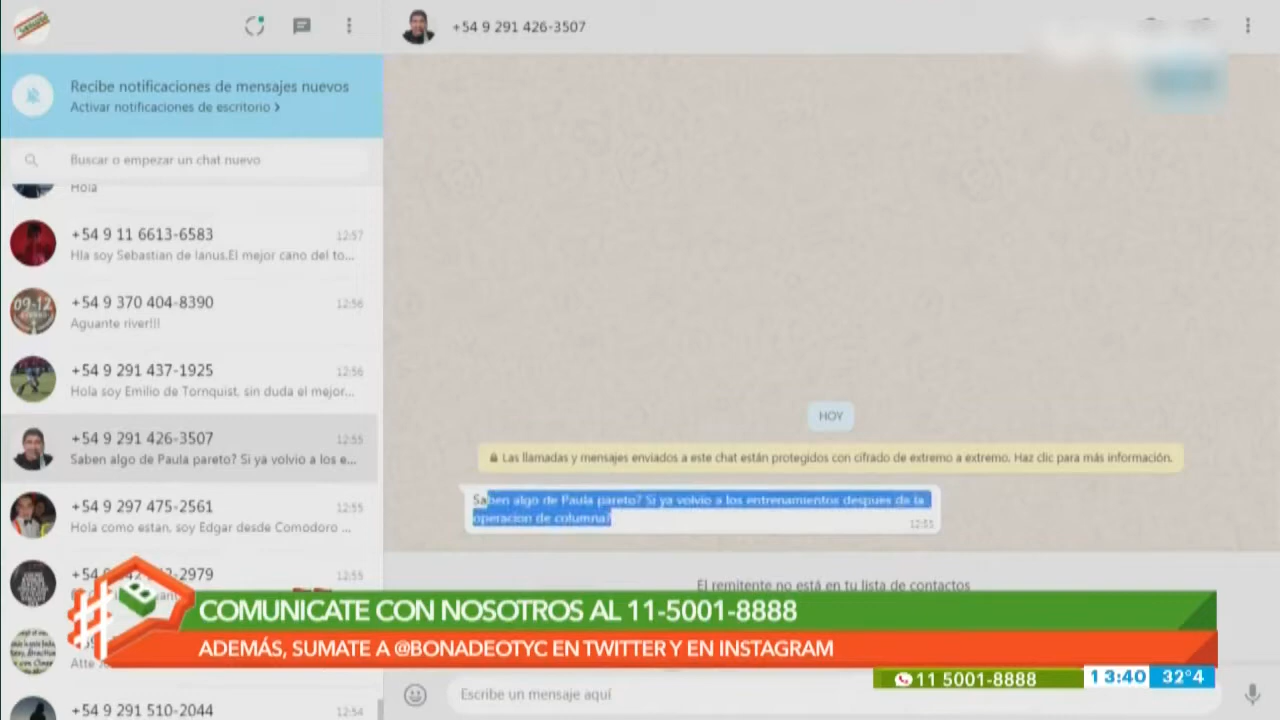 +54 9 291 426-3507
Recibe notificaciones de mensajes nuevos
Activar notificaciones de escritorio >
Buscar o empezar un chat nuevo
Hola
+54 9 11 6613-6583
12:57
Hla soy Sebastian de lanus.El mejor cano del to...
+54 9 370 404-8390
12:56
Aguante river!!!
09-12
+54 9 291 437-1925
12:56
Hola soy Emilio de Tornquist, sin duda el mejor...
+54 9 291 426-3507
12:55
Saben algo de Paula pareto? Si ya volvio a los e...
+54 9 297 475-2561
12:55
Hola como estan, soy Edgar desde Comodoro ...
2-2979
12:55
Atte
+54 9 291 510-2044
12:54
HOY
Las llamadas y mensajes enviados a este chat están protegidos con cifrado de extremo a extremo. Haz clic para más información.
Saben algo de Paula pareto? Si ya volvio a los entrenamientos despues de la
operacion de columna?
12:55
El remitente no está en tu lista de contactos
#B
COMUNICATE CON NOSOTROS AL 11-5001-8888
ADEMÁS, SUMATE A @BONADEOTYC EN TWITTER Y EN INSTAGRAM
11 5001-8888
13:40
32°4
Escribe un mensaje aquí